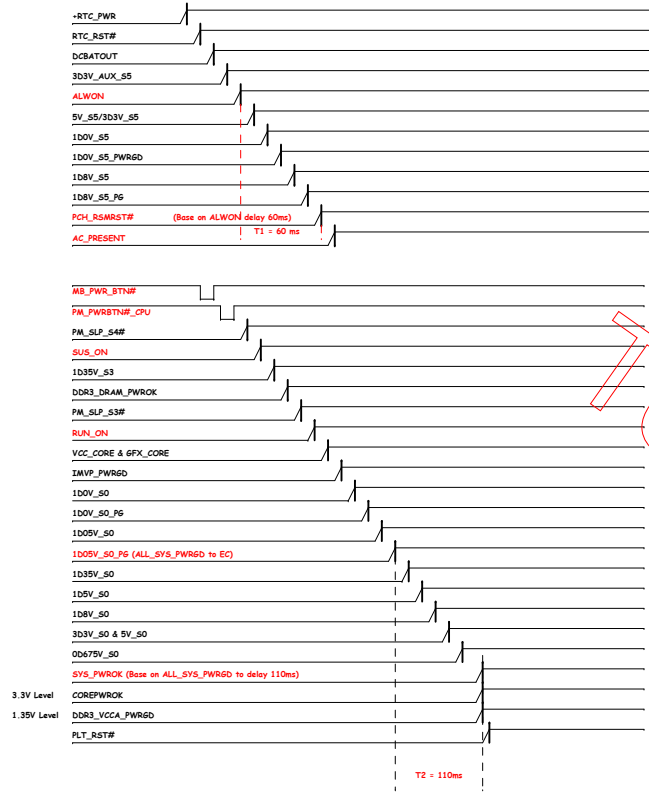 +RTC_PWR
RTC_RST#
DCBATOUT
3D3V_AUX_S5
ALWON
5V_S5/3D3V_S5
1D0V_S5
1D0V_S5_PWRGD
1D8V_S5
1D8V_S5_PG
PCH_RSMRST# (Base on ALWON delay 60ms)
T1 = 60 ms
AC_PRESENT
MB_PWR_BTN#
PM_PWRBTN#_CPU
PM_SLP_S4#
SUS_ON
1D35V_S3
DDR3_DRAM_PWROK
PM_SLP_S3#
RUN_ON
VCC_CORE & GFX_CORE
IMVP_PWRGD
1D0V_S0
1D0V_S0_PG
1D05V_S0
1D05V_S0_PG (ALL_SYS_PWRGD to EC)
1D35V_S0
1D5V_S0
1D8V_S0
3D3V_S0 & 5V_S0
0D675V_S0
SYS_PWROK (Base on ALL_SYS_PWRGD to delay 110ms)
3.3V Level COREPWROK
1.35V Level DDR3_VCCA_PWRGD
PLT_RST#
T2 = 110ms